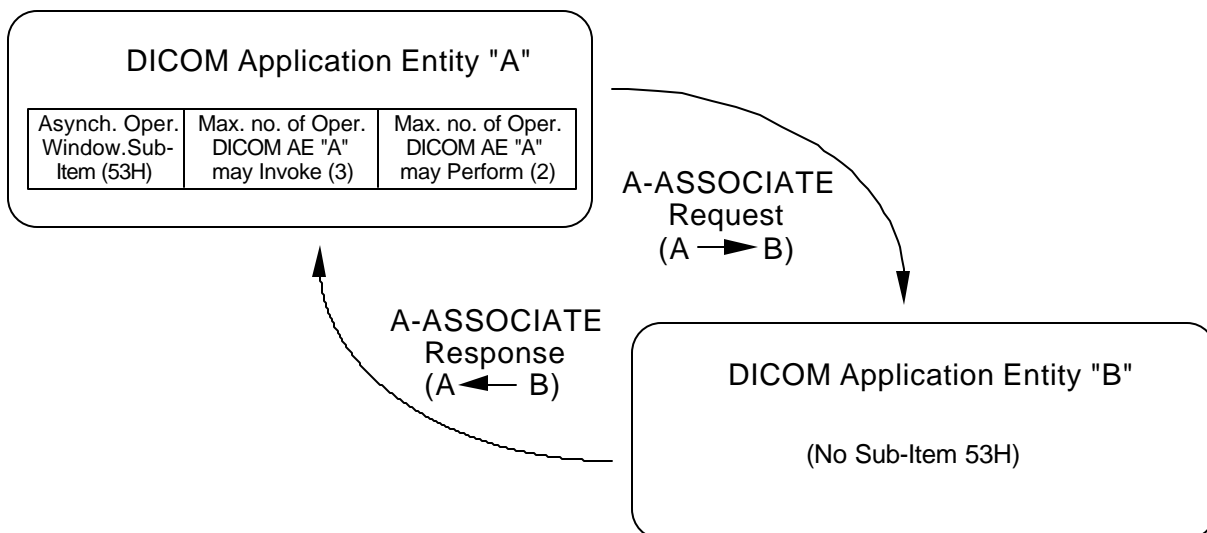 DICOM Application Entity "A"
Asynch. Oper.
Window.Sub-
Item (53H)
Max. no. of Oper.
DICOM AE "A"
may Invoke (3)
Max. no. of Oper.
DICOM AE "A"
may Perform (2)
A-ASSOCIATE
Request
(A B)
A-ASSOCIATE
Response
(A B)
DICOM Application Entity "B"
(No Sub-Item 53H)